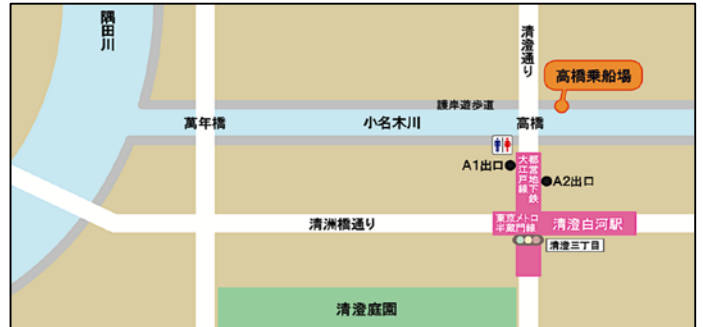 隅田川
清澄通り
高橋乗船場
護岸遊歩道
萬年橋
小名木川
高橋
A1出口
都営地下鉄
大江戸線
A2出口
清洲橋通り
東京メトロ
半蔵門線
清澄白河駅
清澄三丁目
清澄庭園